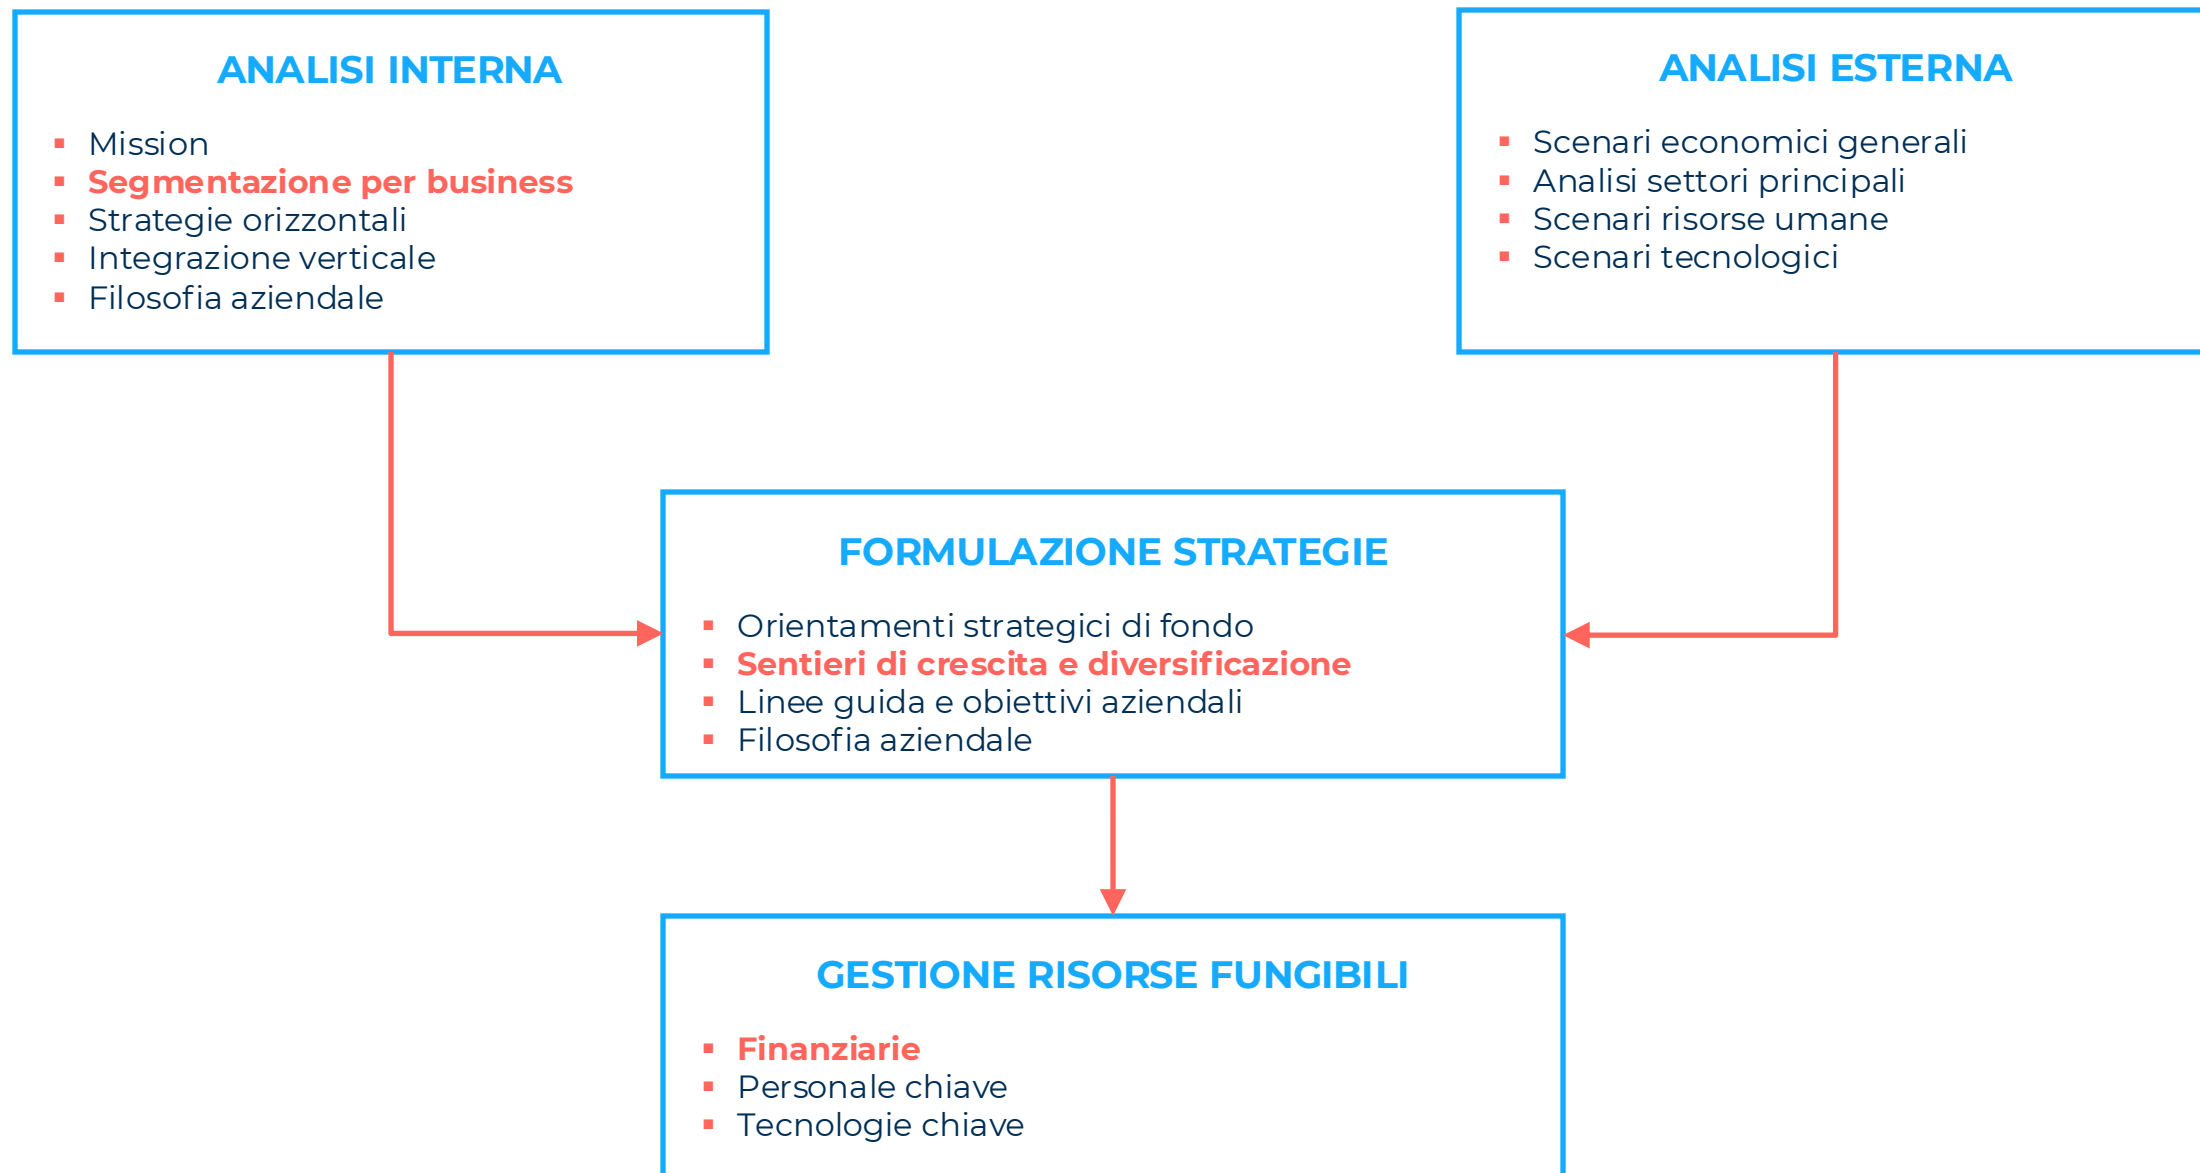 ANALISI INTERNA
Mission
Segmentazione per business
Strategie orizzontali
Integrazione verticale
Filosofia aziendale
ANALISI ESTERNA
Scenari economici generali
Analisi settori principali
Scenari risorse umane
Scenari tecnologici
FORMULAZIONE STRATEGIE
Orientamenti strategici di fondo
Sentieri di crescita e diversificazione
Linee guida e obiettivi aziendali
Filosofia aziendale
GESTIONE RISORSE FUNGIBILI
Finanziarie
Personale chiave
Tecnologie chiave